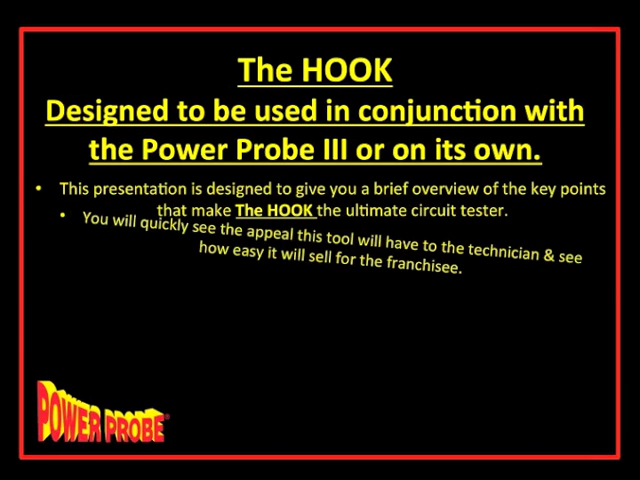 The HOOK
Designed to be used in conjunction with
the Power Probe III or on its own.
• This presentation is designed to give you a brief overview of the key points
that make The HOOK the ultimate circuit tester.
• You will quickly see the appeal this tool will have to the technician & see
how easy it will sell for the franchisee.
POWER PROBE®